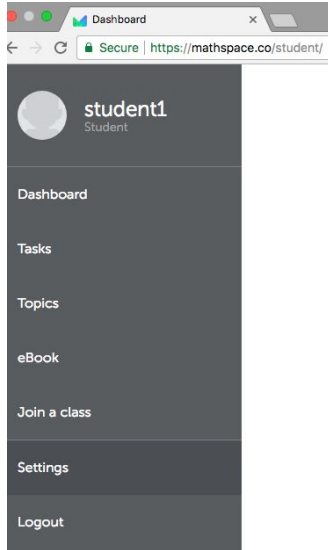 Dashboard
Secure | https://mathspace.co/student/
student1
Student
Dashboard
Tasks
Topics
eBook
Join a class
Settings
Logout